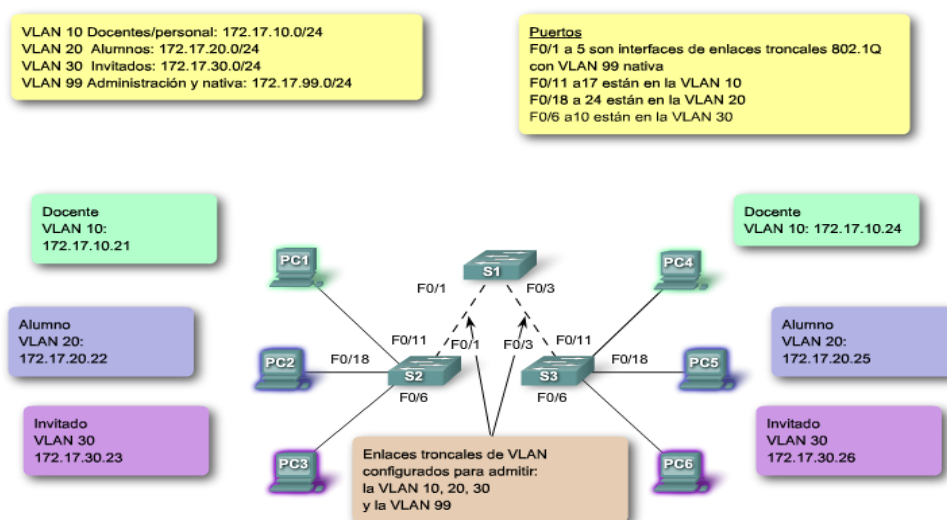 VLAN 10 Docentes/personal: 172.17.10.0/24
VLAN 20 Alumnos: 172.17.20.0/24
VLAN 30 Invitados: 172.17.30.0/24
VLAN 99 Administración y nativa: 172.17.99.0/24
Puertos
F0/1 a 5 son interfaces de enlaces troncales 802.1Q
con VLAN 99 nativa
F0/11 a17 están en la VLAN 10
F0/18 a 24 están en la VLAN 20
F0/6 a10 están en la VLAN 30
Docente
VLAN 10:
172.17.10.21
Docente
VLAN 10: 172.17.10.24
PC1
S1
PC4
F0/1
F0/3
Alumno
VLAN 20:
172.17.20.22
Alumno
VLAN 20:
172.17.20.25
F0/11
F0/1
F0/3
F0/11
PC2
F0/18
S2
S3
F0/18
PC5
F0/6
F0/6
Invitado
VLAN 30
172.17.30.23
Invitado
VLAN 30
172.17.30.26
PC3
PC6
Enlaces troncales de VLAN
configurados para admitir:
la VLAN 10, 20, 30
y la VLAN 99